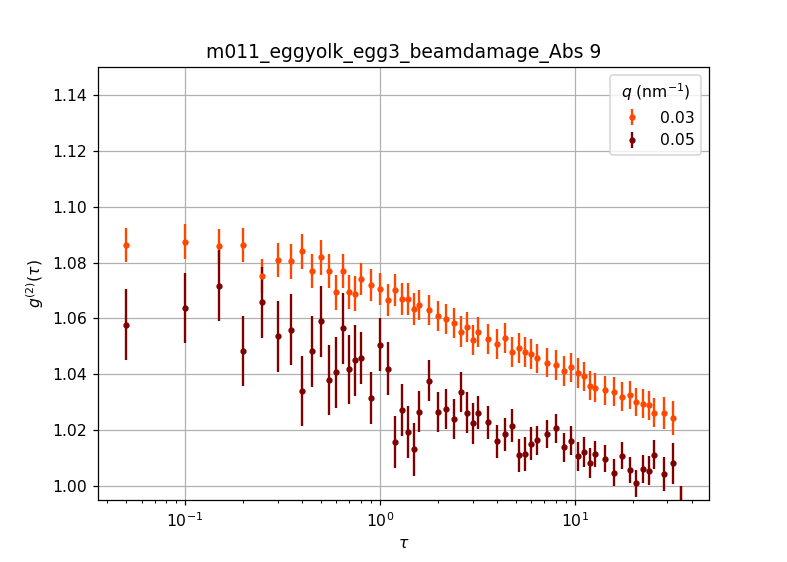 m011_eggyolk_egg3_beamdamage_Abs 9
q (nm⁻¹)
0.03
0.05
g⁽²⁾(τ)
1.14
1.12
1.10
1.08
1.06
1.04
1.02
1.00
10⁻¹ 10⁰ 10¹
τ